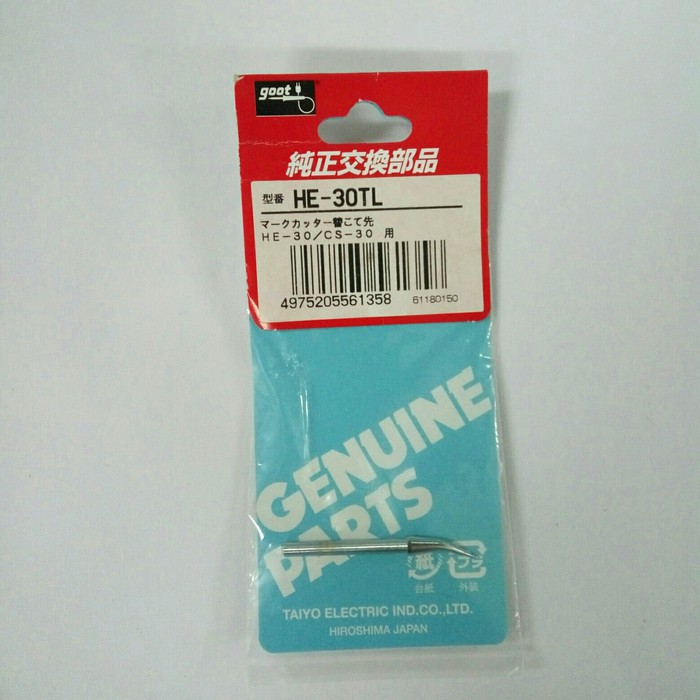 goot
純正交換部品
型番 HE-30TL
マークカッター替こて先
HE-30/CS-30 用
4975205561358 61180150
GENUINE
PARTS
紙 プラ
台紙 外装
TAIYO ELECTRIC IND.CO.,LTD.
HIROSHIMA JAPAN